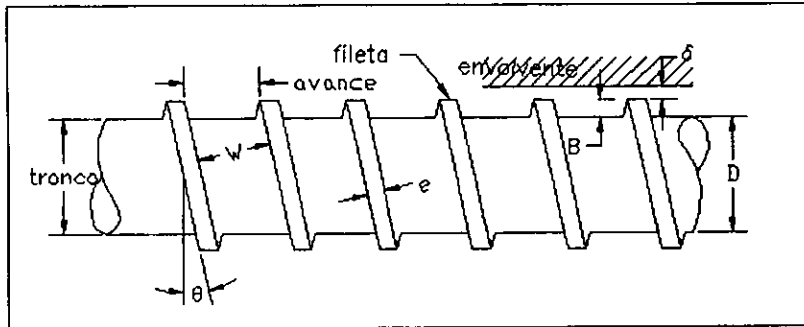 fileta
envolvente
δ
avance
W
B
tronco
e
D
θ